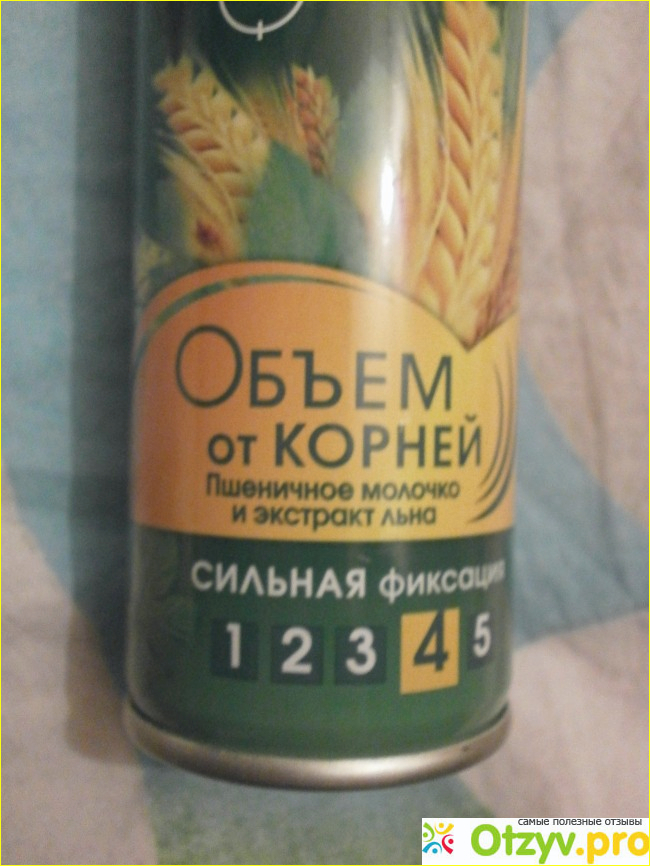 Объем
от КОРНЕЙ
Пшеничное молочко
и экстракт льна
СИЛЬНАЯ фиксация
1 2 3 4 5
самые полезные отзывы
Otzyv.pro